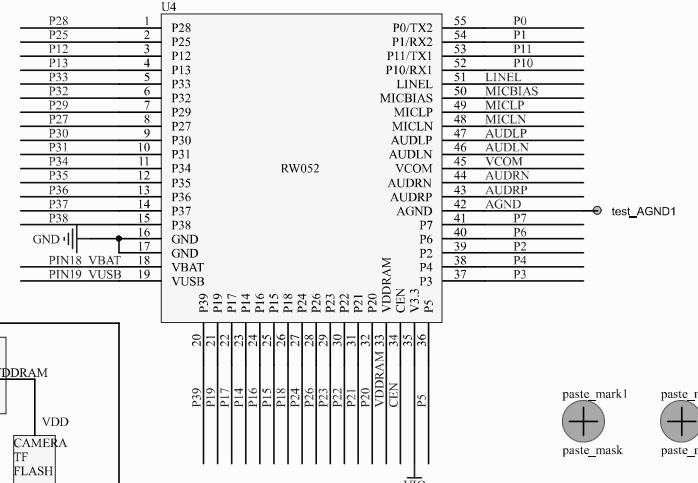 U4
P28 1 P28 P0/TX2 55 P0
P25 2 P25 P1/RX2 54 P1
P12 3 P12 P11/TX1 53 P11
P13 4 P13 P10/RX1 52 P10
P33 5 P33 LINEL 51 LINEL
P32 6 P32 MICBIAS 50 MICBIAS
P29 7 P29 MICLP 49 MICLP
P27 8 P27 MICLN 48 MICLN
P30 9 P30 AUDLP 47 AUDLP
P31 10 P31 AUDLN 46 AUDLN
P34 11 P34 RW052 VCOM 45 VCOM
P35 12 P35 AUDRN 44 AUDRN
P36 13 P36 AUDRP 43 AUDRP
P37 14 P37 AGND 42 AGND test_AGND1
P38 15 P38 P7 41 P7
GND 16 GND P6 40 P6
17 GND P2 39 P2
PIN18 VBAT 18 VBAT P4 38 P4
PIN19 VUSB 19 VUSB P3 37 P3
P39 P19 P17 P14 P16 P15 P18 P24 P26 P23 P22 P21 P20 VDDRAM CEN V3.3 P5
20 21 22 23 24 25 26 27 28 29 30 31 32 33 34 35 36
P39 P19 P17 P14 P16 P15 P18 P24 P26 P23 P22 P21 P20 VDDRAM CEN P5
DDRAM
VDD
CAMERA
TF
FLASH
paste_mark1 paste_m
paste_mask paste_m